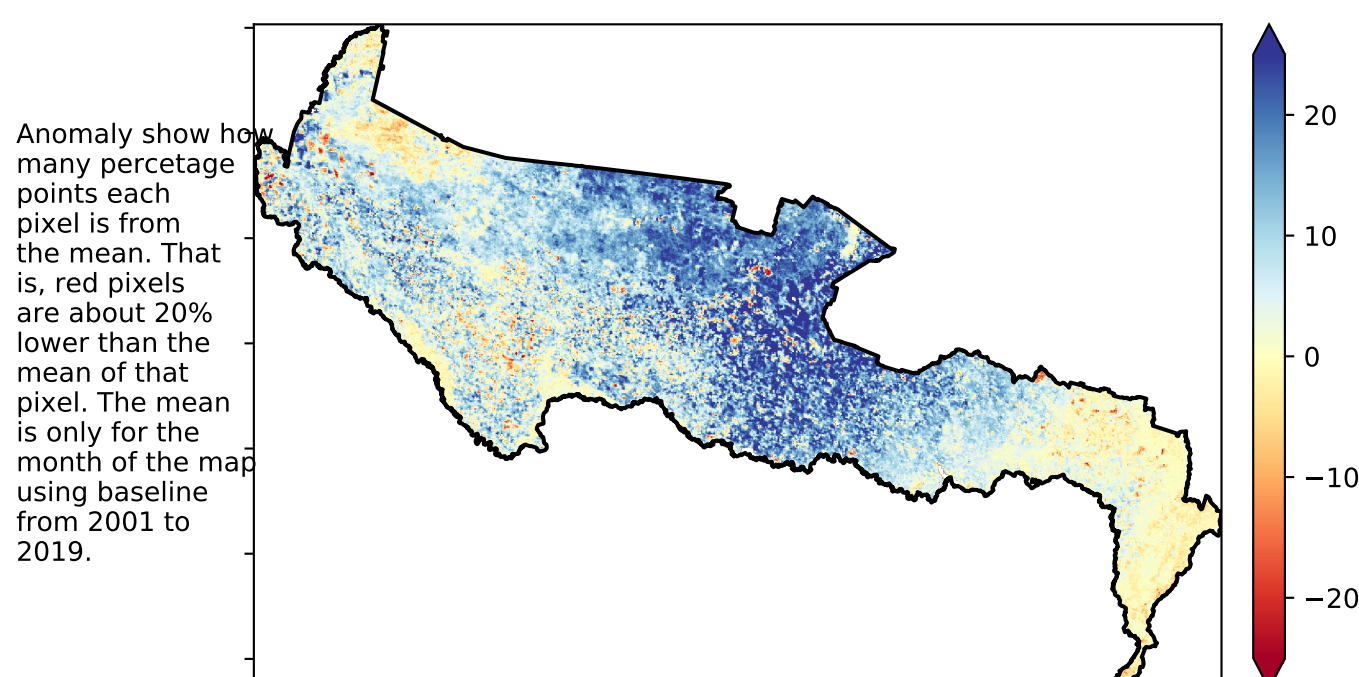 Anomaly show how
many percetage
points each
pixel is from
the mean. That
is, red pixels
are about 20%
lower than the
mean of that
pixel. The mean
is only for the
month of the map
using baseline
from 2001 to
2019.
20
10
0
−10
−20